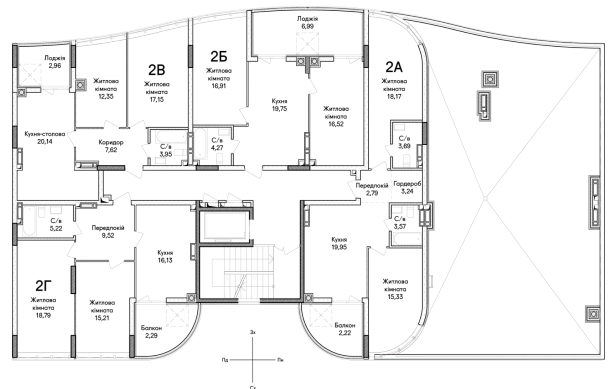 Лоджія
2,96
Житлова
кімната
12,35
2В
Житлова
кімната
17,15
2Б
Житлова
кімната
16,91
Лоджія
6,99
Кухня
19,75
Житлова
кімната
16,52
2А
Житлова
кімната
18,17
Кухня-столова
20,14
Коридор
7,62
С/в
3,95
С/в
4,27
С/в
3,69
Передпокій
2,79
Гардероб
3,24
С/в
5,22
Передпокій
9,52
Кухня
16,13
Кухня
19,95
С/в
3,57
2Г
Житлова
кімната
18,79
Житлова
кімната
15,21
Житлова
кімната
15,33
Балкон
2,29
Балкон
2,22
Зх
Пд
Пн
Сх